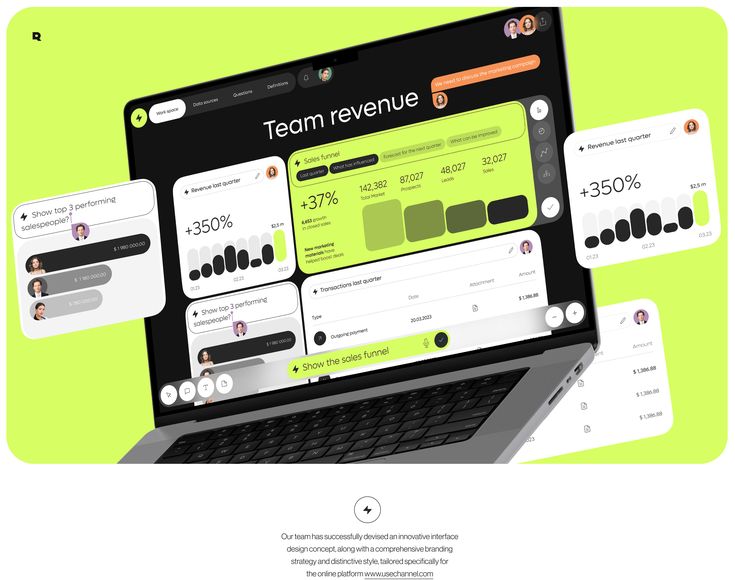 Work space
Data sources
Questions
Definitions
Team revenue
We need to discuss the marketing campaign
Sales funnel
Last quarter
What has influenced
Forecast for the next quarter
What can be improved
+37%
4,653 growth
in closed sales
New marketing
materials have
helped boost deals
142,382
Total Market
87,027
Prospects
48,027
Leads
32,027
Sales
Revenue last quarter
+350%
$2,5 m
01.23
02.23
03.23
Show top 3 performing
salespeople?
$ 1 980 000.00
Transactions last quarter
Type
Date
Attachment
Amount
Outgoing payment
20.03.2023
$ 1,386.88
Show the sales funnel
Show top 3 performing
salespeople?
$ 1 980 000.00
$ 1 080 000.00
$ 780 000.00
Revenue last quarter
+350%
$2,5 m
01.23
02.23
03.23
Amount
$ 1,386.88
$ 1,386.88
$ 1,386.88
Our team has successfully devised an innovative interface
design concept, along with a comprehensive branding
strategy and distinctive style, tailored specifically for
the online platform www.usechannel.com